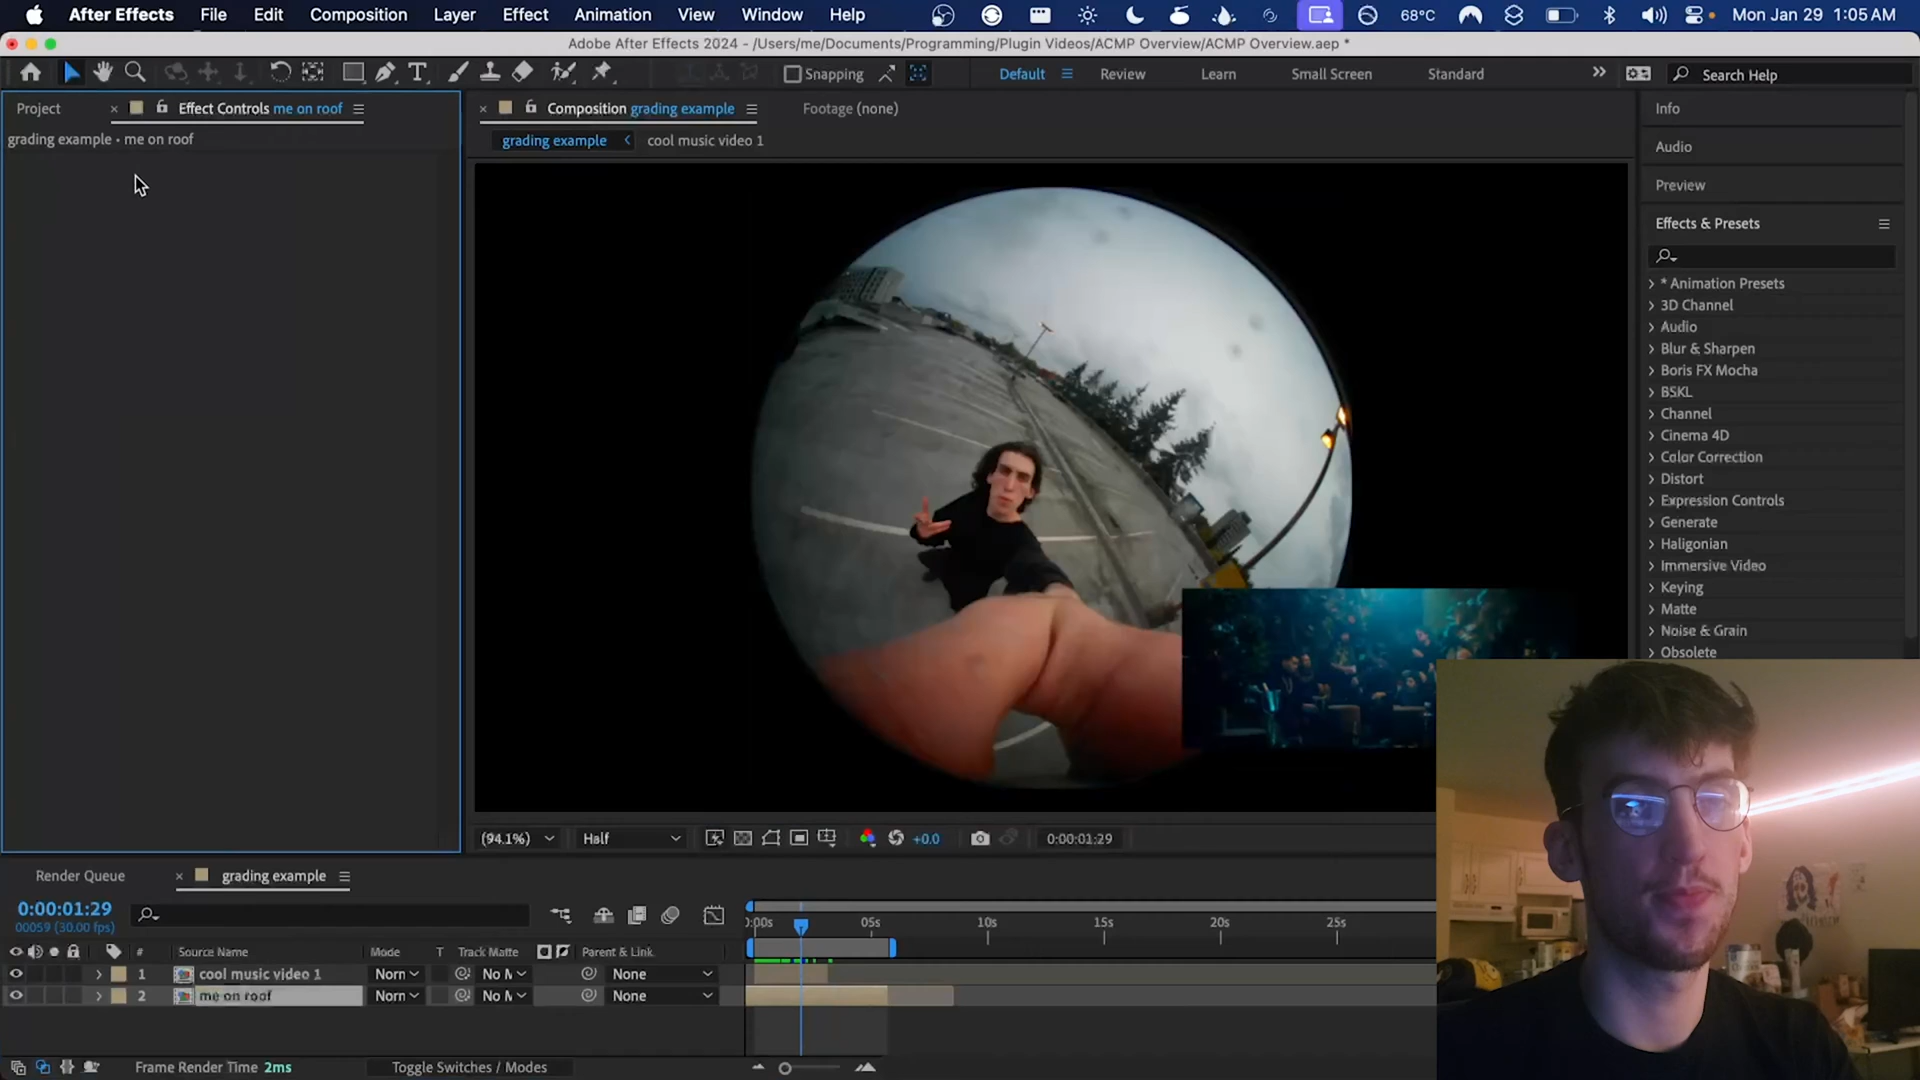 After Effects File Edit Composition Layer Effect Animation View Window Help 68°C Mon Jan 29 1:05 AM
Adobe After Effects 2024 - /Users/me/Documents/Programming/Plugin Videos/ACMP Overview/ACMP Overview.aep *
Snapping Default Review Learn Small Screen Standard Search Help
Project Effect Controls me on roof Composition grading example Footage (none) Info
grading example • me on roof grading example cool music video 1
Audio
Preview
Effects & Presets
* Animation Presets
3D Channel
Audio
Blur & Sharpen
Boris FX Mocha
BSKL
Channel
Cinema 4D
Color Correction
Distort
Expression Controls
Generate
Haligonian
Immersive Video
Keying
Matte
Noise & Grain
Obsolete
(94.1%) Half +0.0 0:00:01:29
Render Queue grading example
0:00:01:29
00059 (30.00 fps)
):00s 05s 10s 15s 20s 25s
# Source Name Mode T Track Matte Parent & Link
1 cool music video 1 Norn No M None
2 me on roof Norn No M None
Frame Render Time 2ms Toggle Switches / Modes